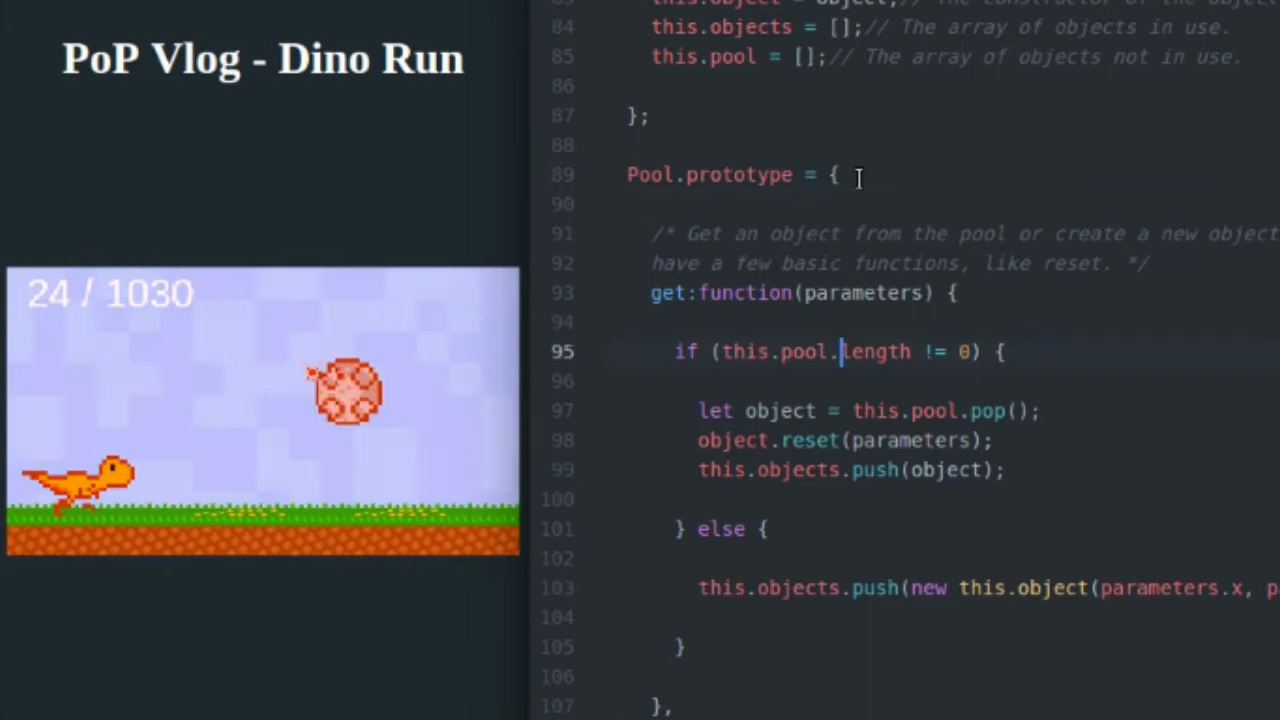 PoP Vlog - Dino Run
24 / 1030
84 this.objects = [];// The array of objects in use.
85 this.pool = [];// The array of objects not in use.
86
87 };
88
89 Pool.prototype = {
90
91 /* Get an object from the pool or create a new object
92 have a few basic functions, like reset. */
93 get:function(parameters) {
94
95 if (this.pool.length != 0) {
96
97 let object = this.pool.pop();
98 object.reset(parameters);
99 this.objects.push(object);
100
101 } else {
102
103 this.objects.push(new this.object(parameters.x, p
104
105 }
106
107 },